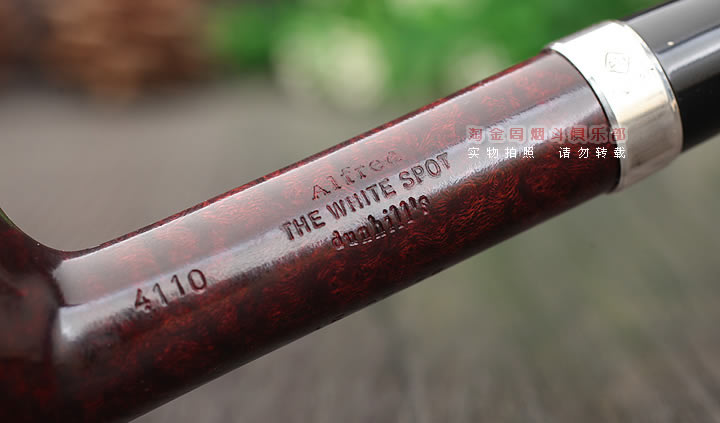 淘金国烟斗俱乐部
实物拍照 请勿转载
Alfred
THE WHITE SPOT
dunhill's
4110